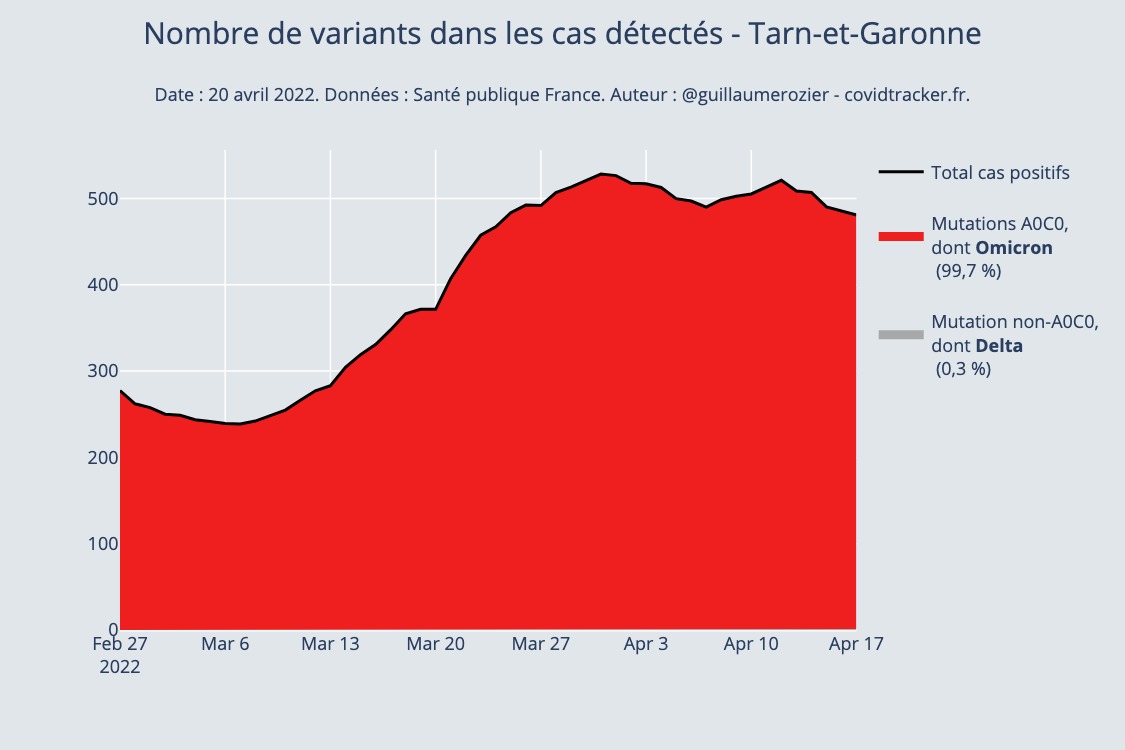 Nombre de variants dans les cas détectés - Tarn-et-Garonne
Date : 20 avril 2022. Données : Santé publique France. Auteur : @guillaumerozier - covidtracker.fr.
Total cas positifs
Mutations A0C0,
dont Omicron
(99,7 %)
Mutation non-A0C0,
dont Delta
(0,3 %)
500
400
300
200
100
0
Feb 27 Mar 6 Mar 13 Mar 20 Mar 27 Apr 3 Apr 10 Apr 17
2022